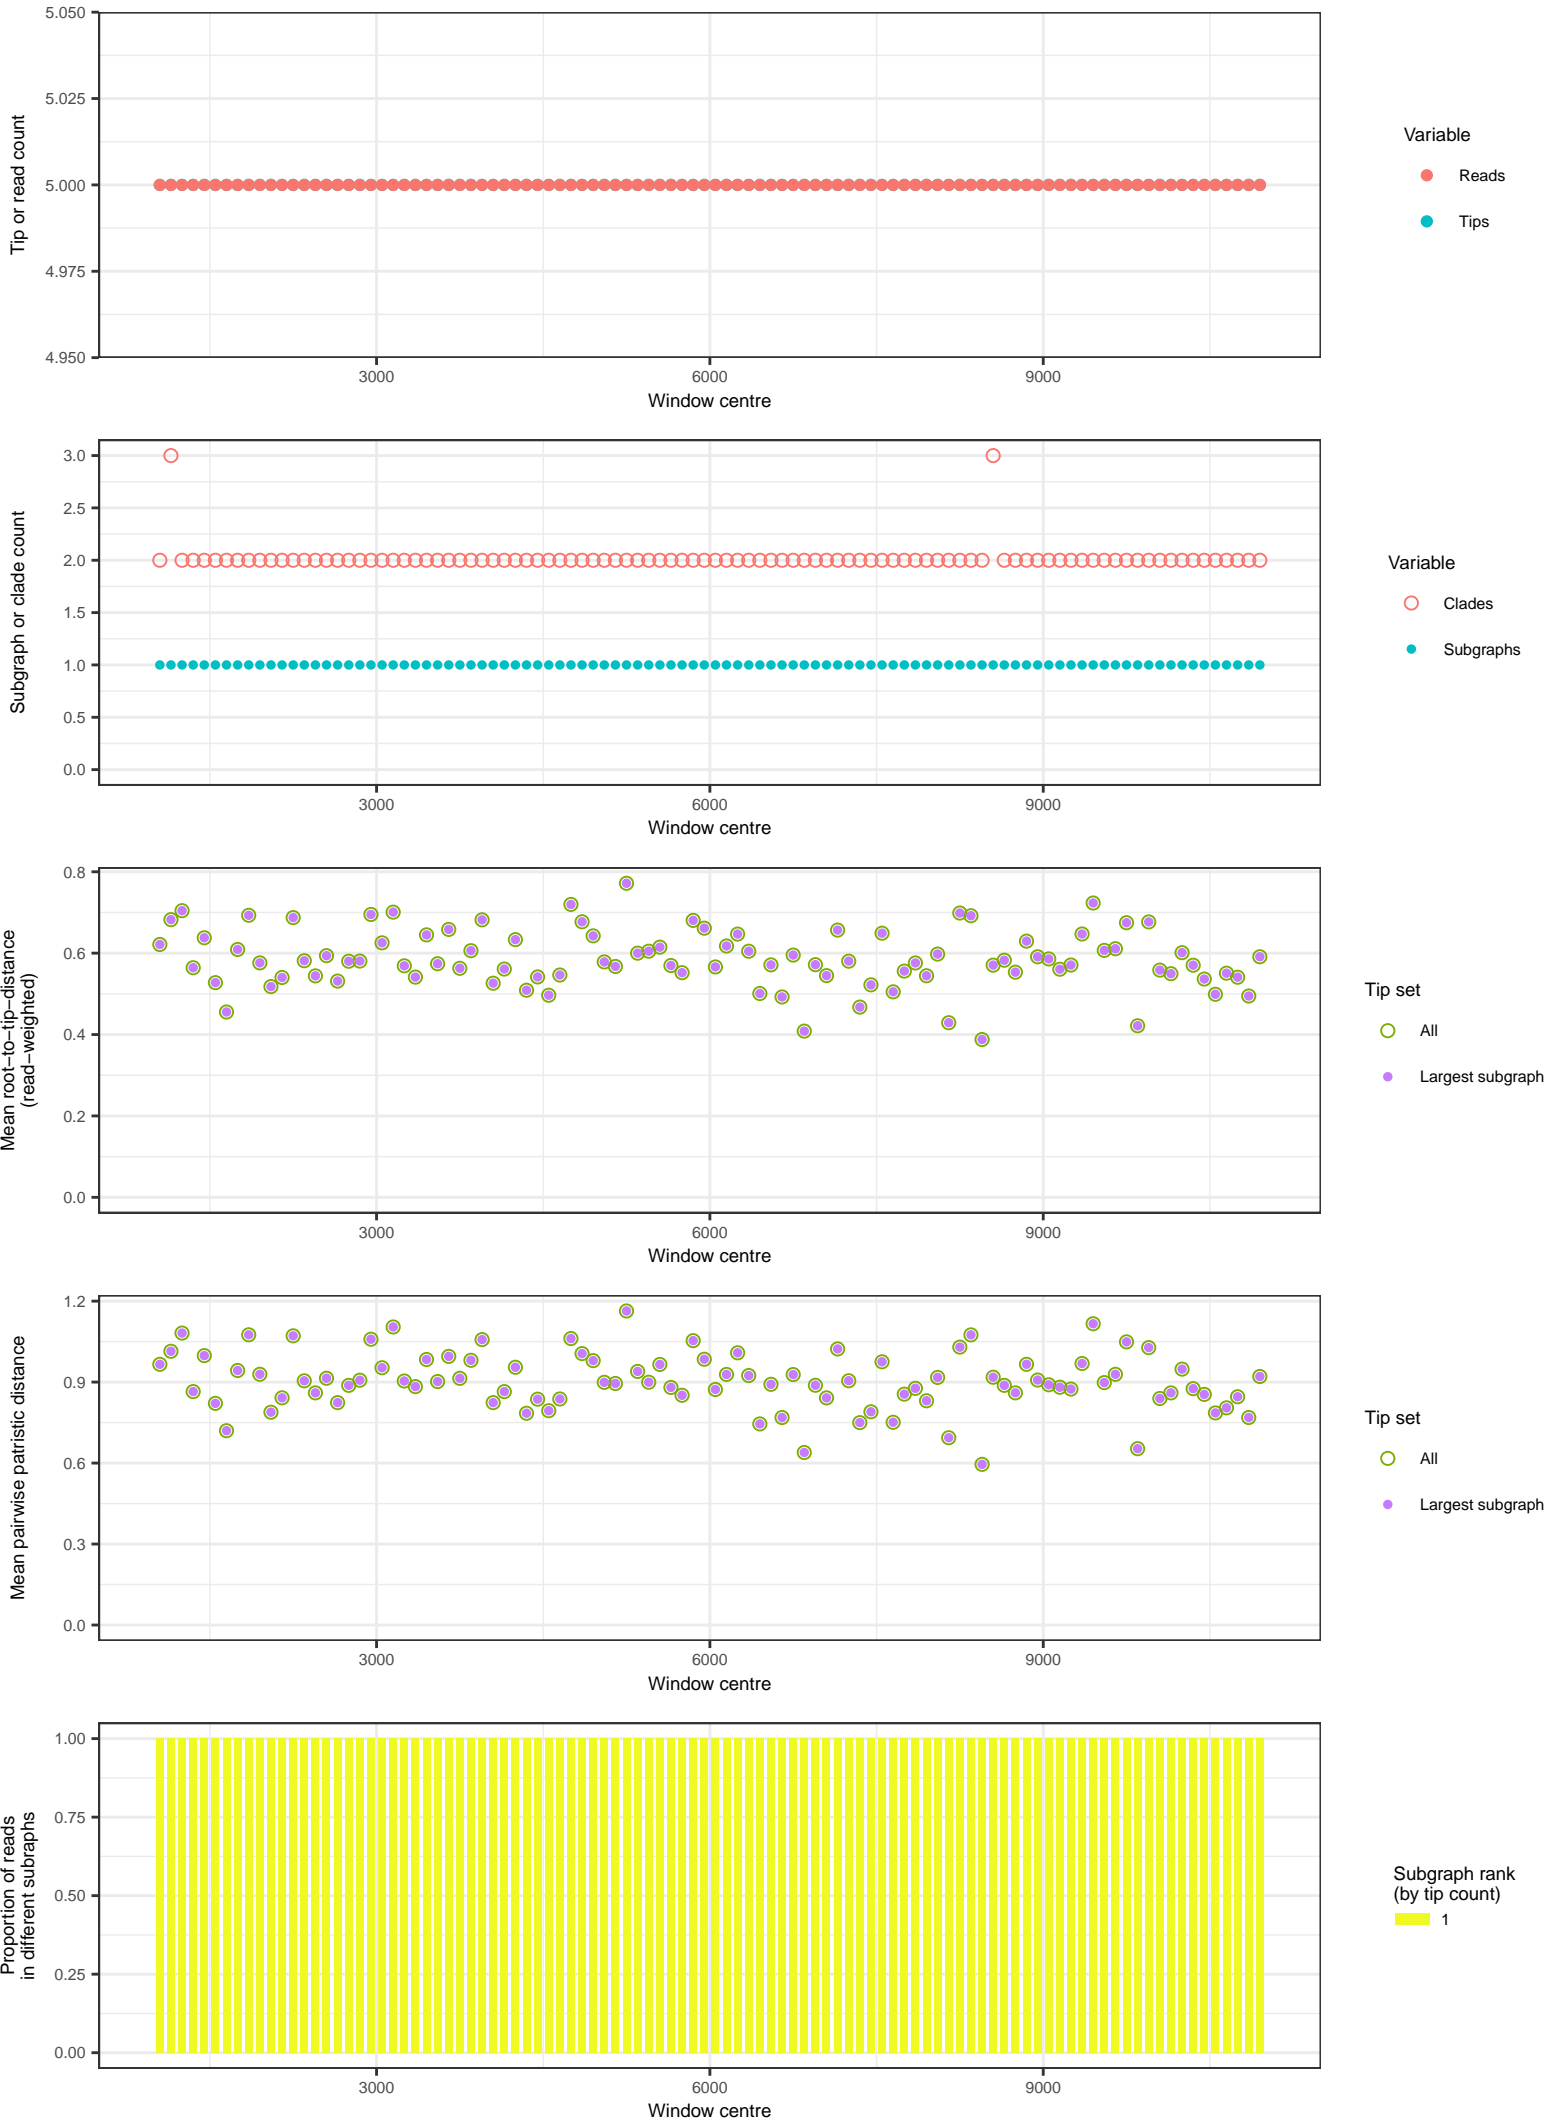 5.050
5.025
5.000
4.975
4.950
Tip or read count
3000 6000 9000
Window centre
Variable
Reads
Tips
3.0
2.5
2.0
1.5
1.0
0.5
0.0
Subgraph or clade count
3000 6000 9000
Window centre
Variable
Clades
Subgraphs
0.8
0.6
0.4
0.2
0.0
Mean root−to−tip−distance
(read−weighted)
3000 6000 9000
Window centre
Tip set
All
Largest subgraph
1.2
0.9
0.6
0.3
0.0
Mean pairwise patristic distance
3000 6000 9000
Window centre
Tip set
All
Largest subgraph
1.00
0.75
0.50
0.25
0.00
Proportion of reads
in different subraphs
3000 6000 9000
Window centre
Subgraph rank
(by tip count)
1